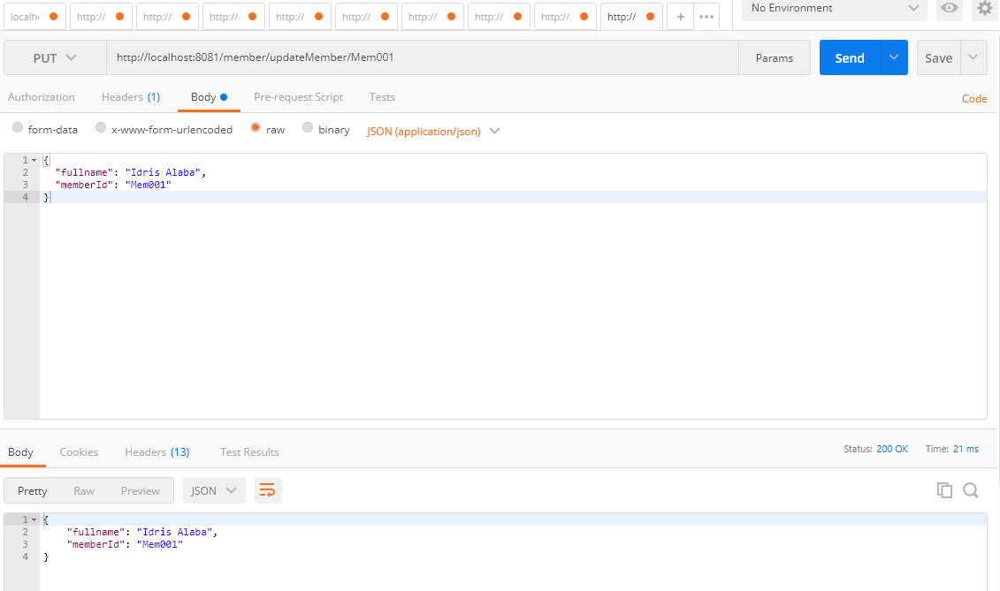 localh http:// http:// http:// http:// http:// http:// http:// http:// http:// + ••• No Environment
PUT http://localhost:8081/member/updateMember/Mem001 Params Send Save
Authorization Headers (1) Body Pre-request Script Tests Code
form-data x-www-form-urlencoded raw binary JSON (application/json)
1 {
2 "fullname": "Idris Alaba",
3 "memberId": "Mem001"
4 }
Body Cookies Headers (13) Test Results Status: 200 OK Time: 21 ms
Pretty Raw Preview JSON
1 {
2 "fullname": "Idris Alaba",
3 "memberId": "Mem001"
4 }